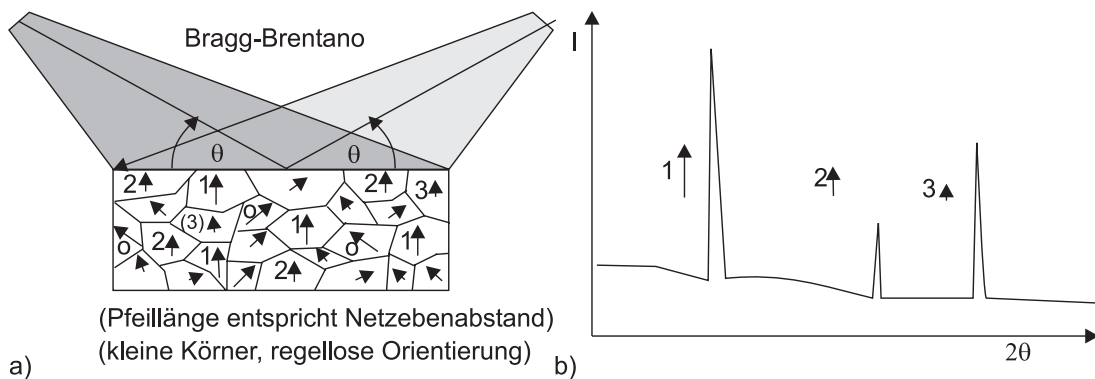 Bragg-Brentano
θ θ
2 1 2 3
(3) o
o 2 1 1 o 1
2
(Pfeillänge entspricht Netzebenabstand)
(kleine Körner, regellose Orientierung)
a)
I
1 2 3
2θ
b)